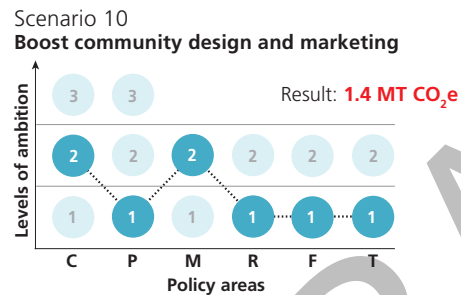 Scenario 10
Boost community design and marketing
Result: 1.4 MT CO₂e
Levels of ambition
3 3
2 2 2 2 2 2
1 1 1 1 1 1
C P M R F T
Policy areas